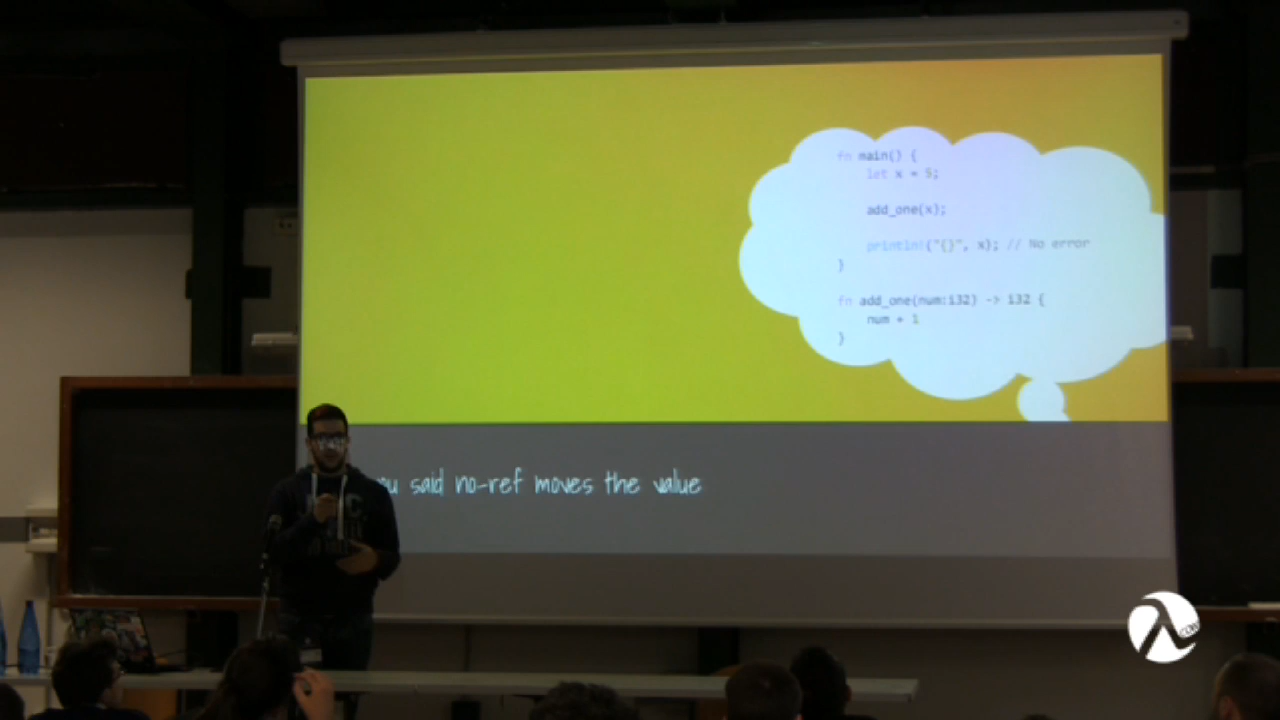 fn main() {
let x = 5;
add_one(x);
println!("{}", x); // No error
}
fn add_one(num:i32) -> i32 {
num + 1
}
said no-ref moves the value